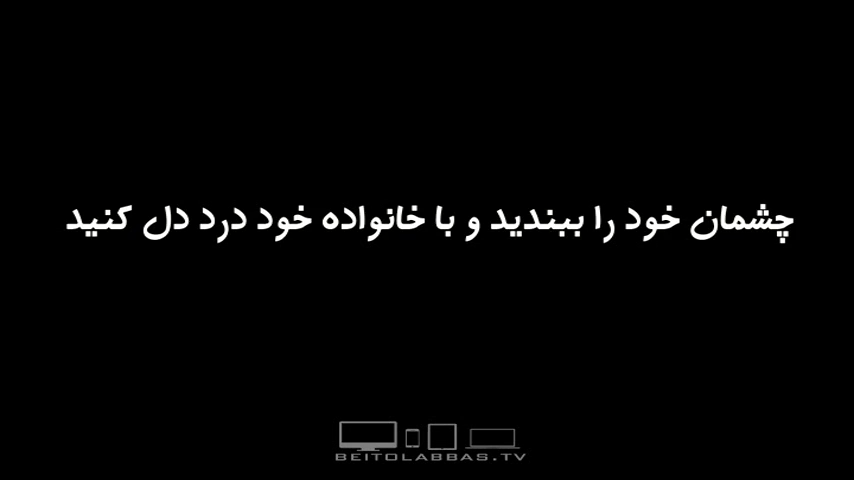 چشمان خود را ببندید و با خانواده خود درد دل کنید
BEITOLABBAS.TV